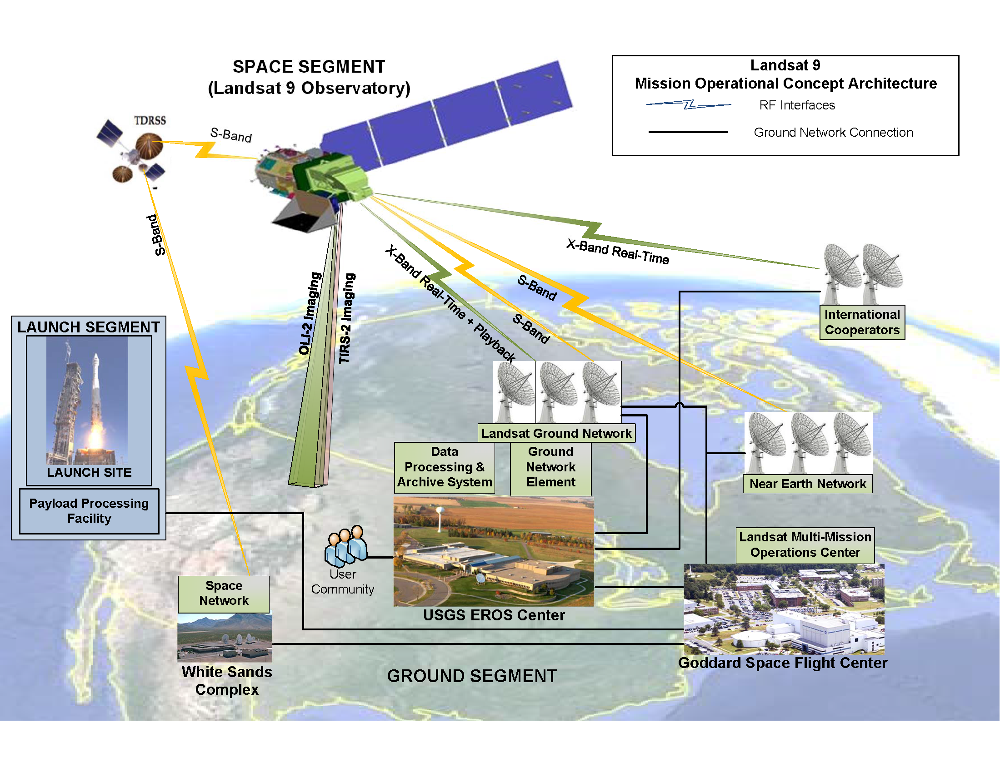 SPACE SEGMENT
(Landsat 9 Observatory)
Landsat 9
Mission Operational Concept Architecture
RF Interfaces
Ground Network Connection
TDRSS
S-Band
S-Band
OLI-2 Imaging
TIRS-2 Imaging
X-Band Real-Time + Playback
S-Band
S-Band
X-Band Real-Time
International
Cooperators
LAUNCH SEGMENT
LAUNCH SITE
Payload Processing
Facility
Landsat Ground Network
Data
Processing &
Archive System
Ground
Network
Element
Near Earth Network
Landsat Multi-Mission
Operations Center
User
Community
Space
Network
USGS EROS Center
White Sands
Complex
Goddard Space Flight Center
GROUND SEGMENT